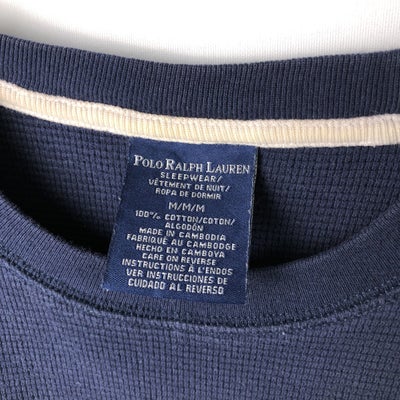 POLO RALPH LAUREN
SLEEPWEAR/
VÊTEMENT DE NUIT/
ROPA DE DORMIR
M/M/M
100% COTTON/COTON/
ALGODÓN
MADE IN CAMBODIA
FABRIQUÉ AU CAMBODGE
HECHO EN CAMBOYA
CARE ON REVERSE
INSTRUCTIONS À L'ENDOS
VER INSTRUCCIONES DE
CUIDADO AL REVERSO